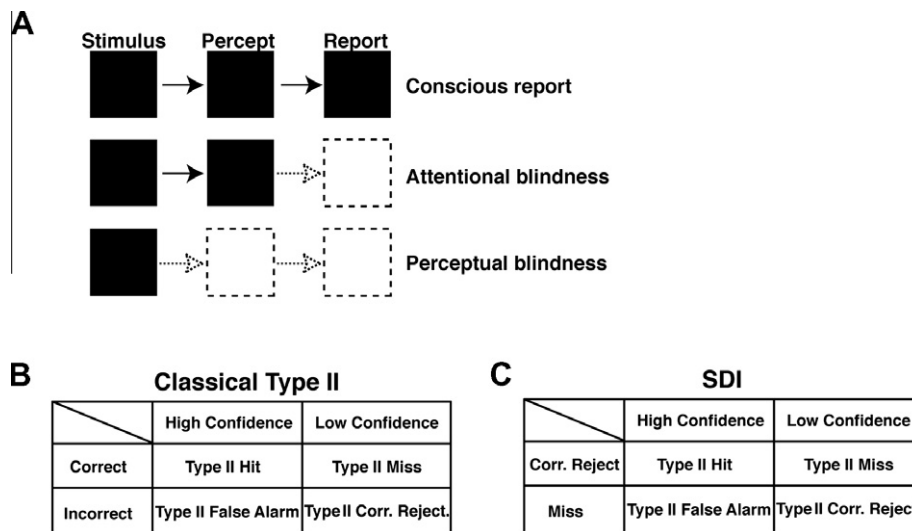 A
Stimulus Percept Report
Conscious report
Attentional blindness
Perceptual blindness
B
Classical Type II
High Confidence Low Confidence
Correct Type II Hit Type II Miss
Incorrect Type II False Alarm Type II Corr. Reject.
C
SDI
High Confidence Low Confidence
Corr. Reject Type II Hit Type II Miss
Miss Type II False Alarm Type II Corr. Rejec